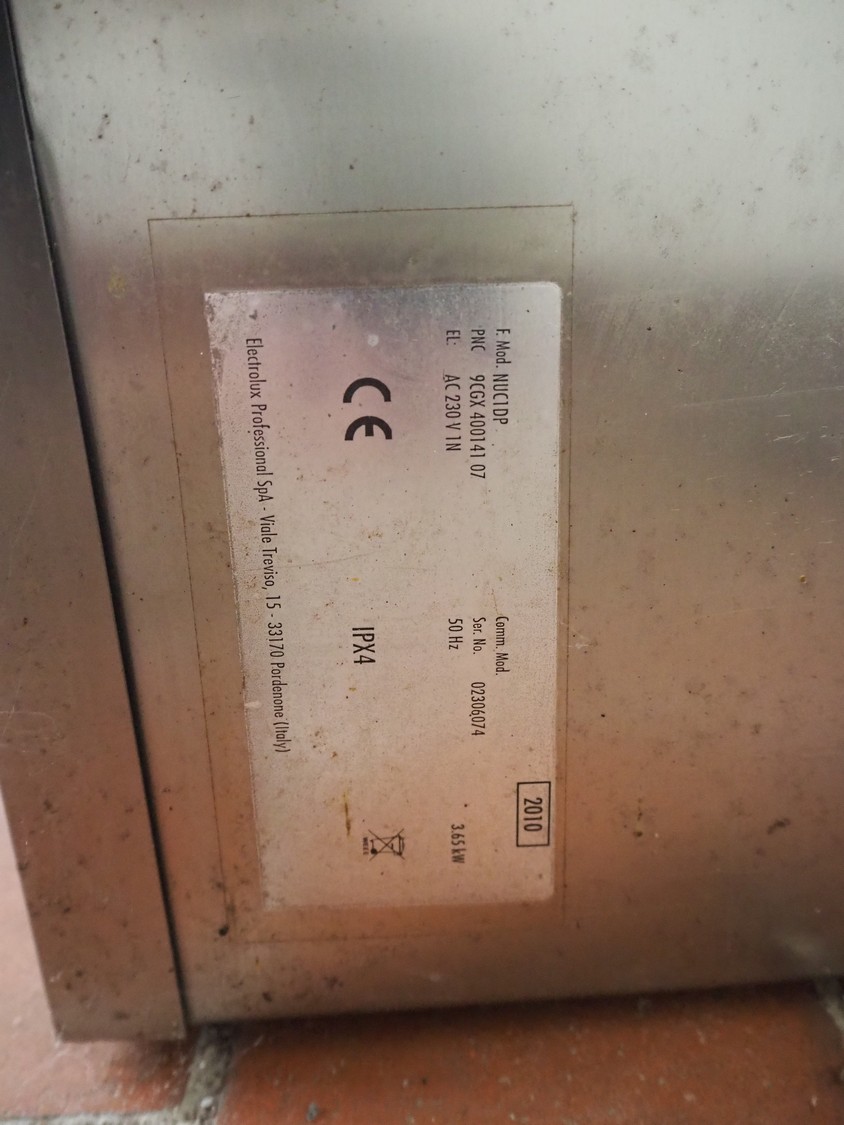 2010
F. Mod. NUC1DP Comm. Mod.
PNC 9CGX 400141 07 Ser. No. 02306074
EL: AC 230 V 1N 50 Hz 3.65 kW
CE IPX4
Electrolux Professional SpA - Viale Treviso, 15 - 33170 Pordenone (Italy)